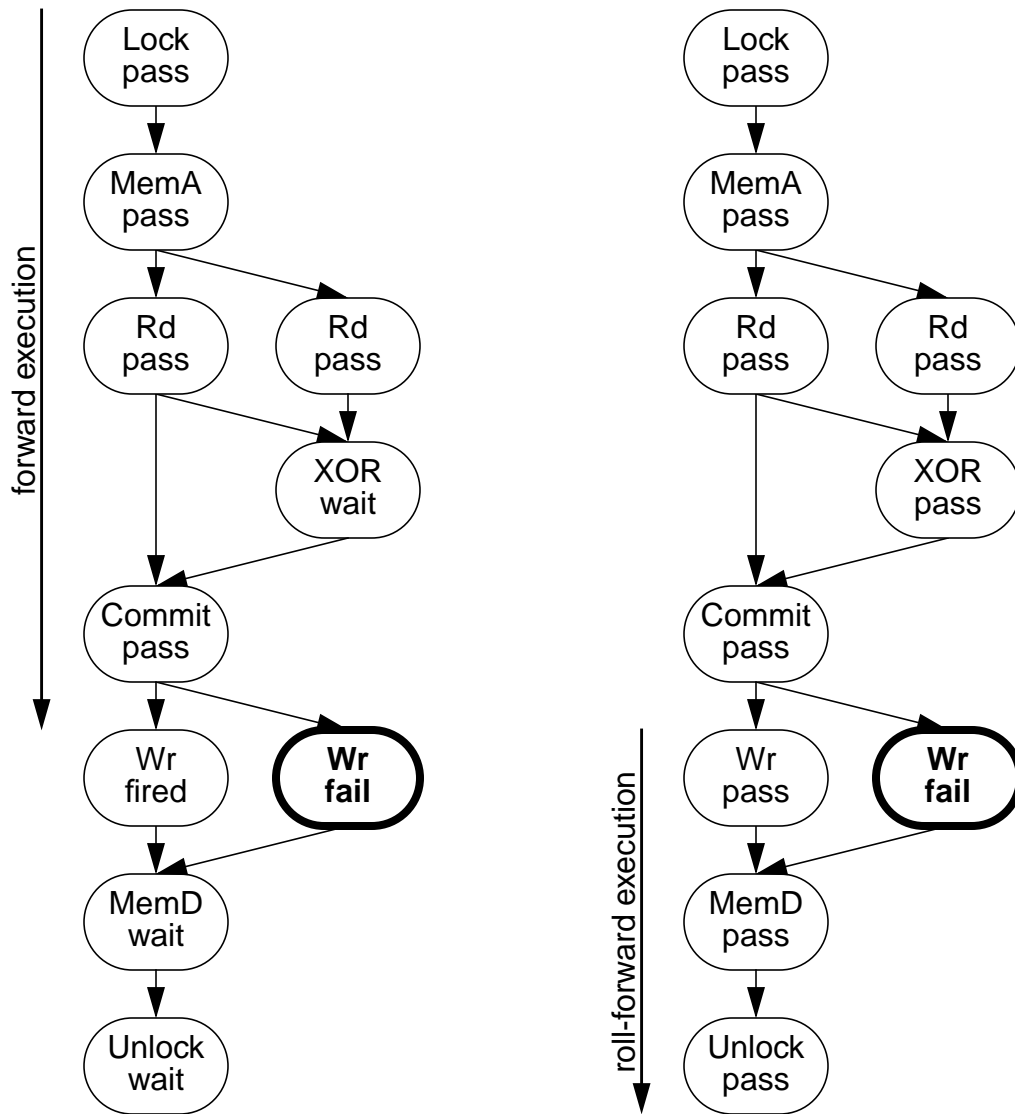 forward execution
Lock
pass
MemA
pass
Rd
pass
Rd
pass
XOR
wait
Commit
pass
Wr
fired
Wr
fail
MemD
wait
Unlock
wait
roll-forward execution
Lock
pass
MemA
pass
Rd
pass
Rd
pass
XOR
pass
Commit
pass
Wr
pass
Wr
fail
MemD
pass
Unlock
pass